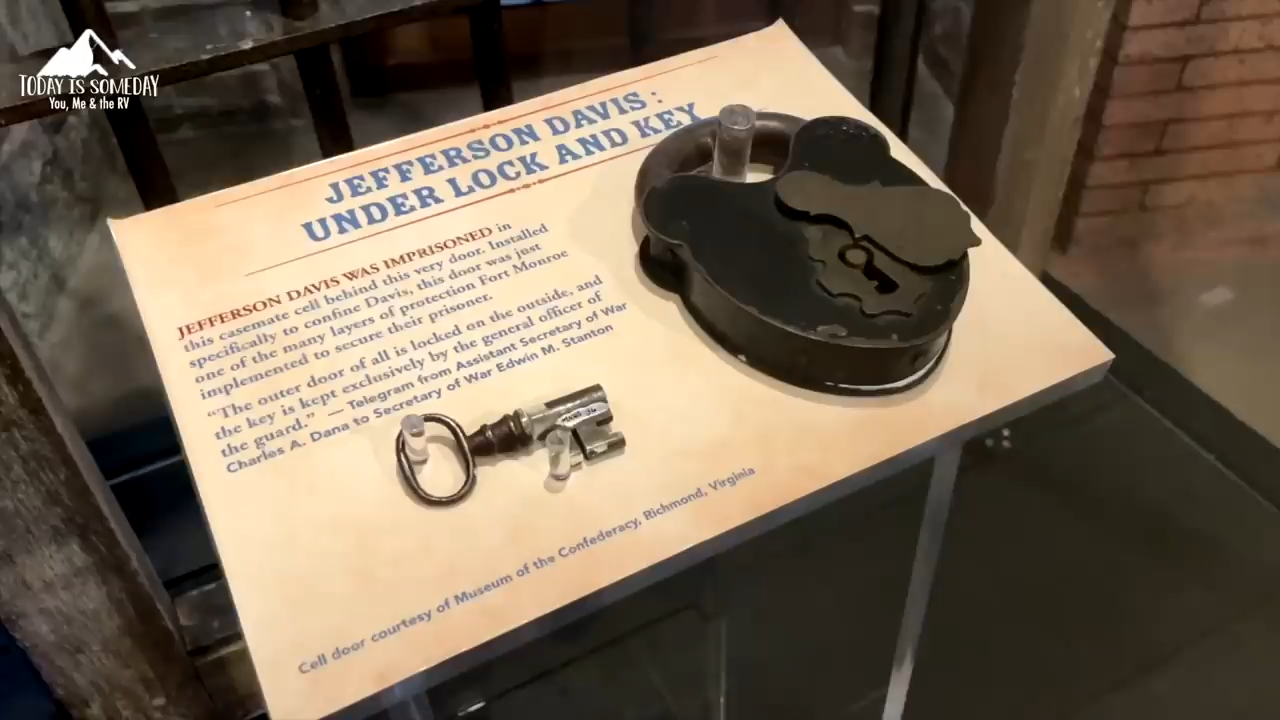 TODAY IS SOMEDAY
You, Me & the RV
JEFFERSON DAVIS :
UNDER LOCK AND KEY
JEFFERSON DAVIS WAS IMPRISONED in
this casemate cell behind this very door. Installed
specifically to confine Davis, this door was just
one of the many layers of protection Fort Monroe
implemented to secure their prisoner.
“The outer door of all is locked on the outside, and
the key is kept exclusively by the general officer of
the guard.” — Telegram from Assistant Secretary of War
Charles A. Dana to Secretary of War Edwin M. Stanton
Cell door courtesy of Museum of the Confederacy, Richmond, Virginia